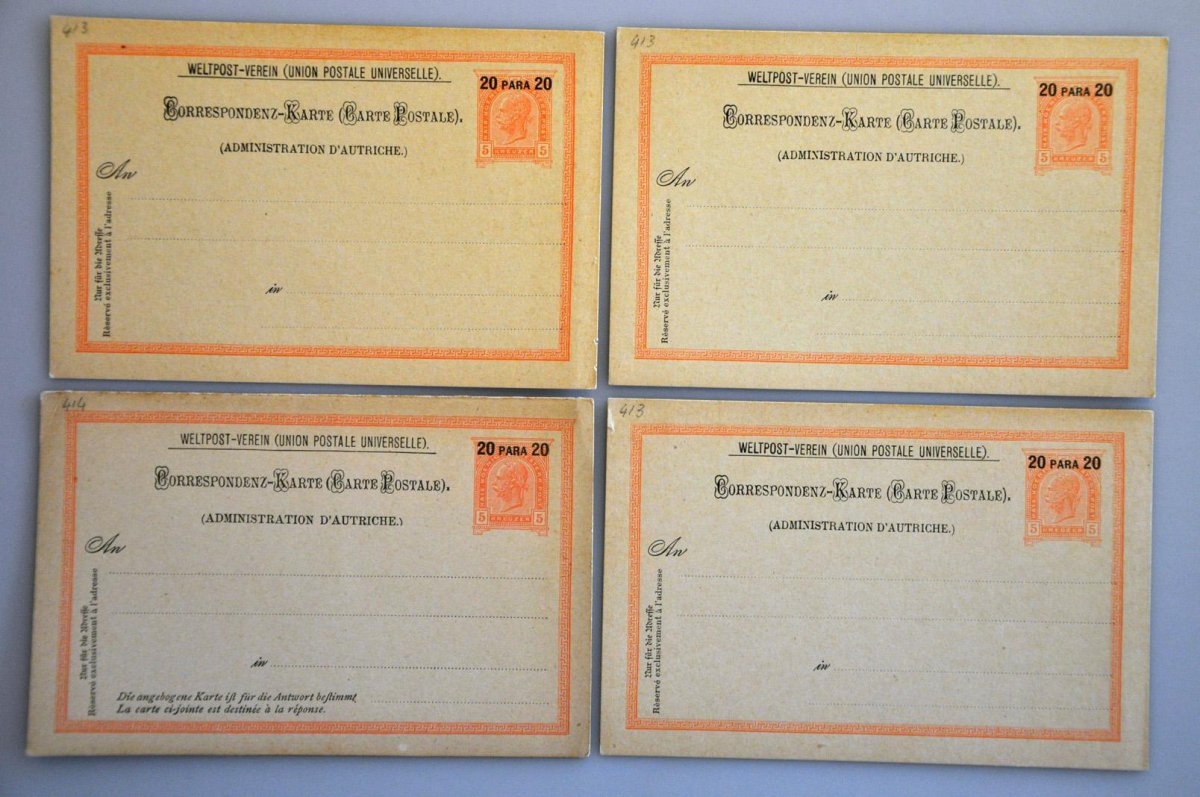 413
WELTPOST-VEREIN (UNION POSTALE UNIVERSELLE).
20 PARA 20
CORRESPONDENZ-KARTE (CARTE POSTALE).
(ADMINISTRATION D'AUTRICHE.)
5 KREUZER 5
An
Nur für die Adresse
Réservé exclusivement à l'adresse
in
413
WELTPOST-VEREIN (UNION POSTALE UNIVERSELLE).
20 PARA 20
CORRESPONDENZ-KARTE (CARTE POSTALE).
(ADMINISTRATION D'AUTRICHE.)
5 KREUZER 5
An
Nur für die Adresse
Réservé exclusivement à l'adresse
in
414
WELTPOST-VEREIN (UNION POSTALE UNIVERSELLE).
20 PARA 20
CORRESPONDENZ-KARTE (CARTE POSTALE).
(ADMINISTRATION D'AUTRICHE.)
5 KREUZER 5
An
Nur für die Adresse
Réservé exclusivement à l'adresse
in
Die angebogene Karte ist für die Antwort bestimmt.
La carte ci-jointe est destinée à la réponse.
413
WELTPOST-VEREIN (UNION POSTALE UNIVERSELLE).
20 PARA 20
CORRESPONDENZ-KARTE (CARTE POSTALE).
(ADMINISTRATION D'AUTRICHE.)
5 KREUZER 5
An
Nur für die Adresse
Réservé exclusivement à l'adresse
in